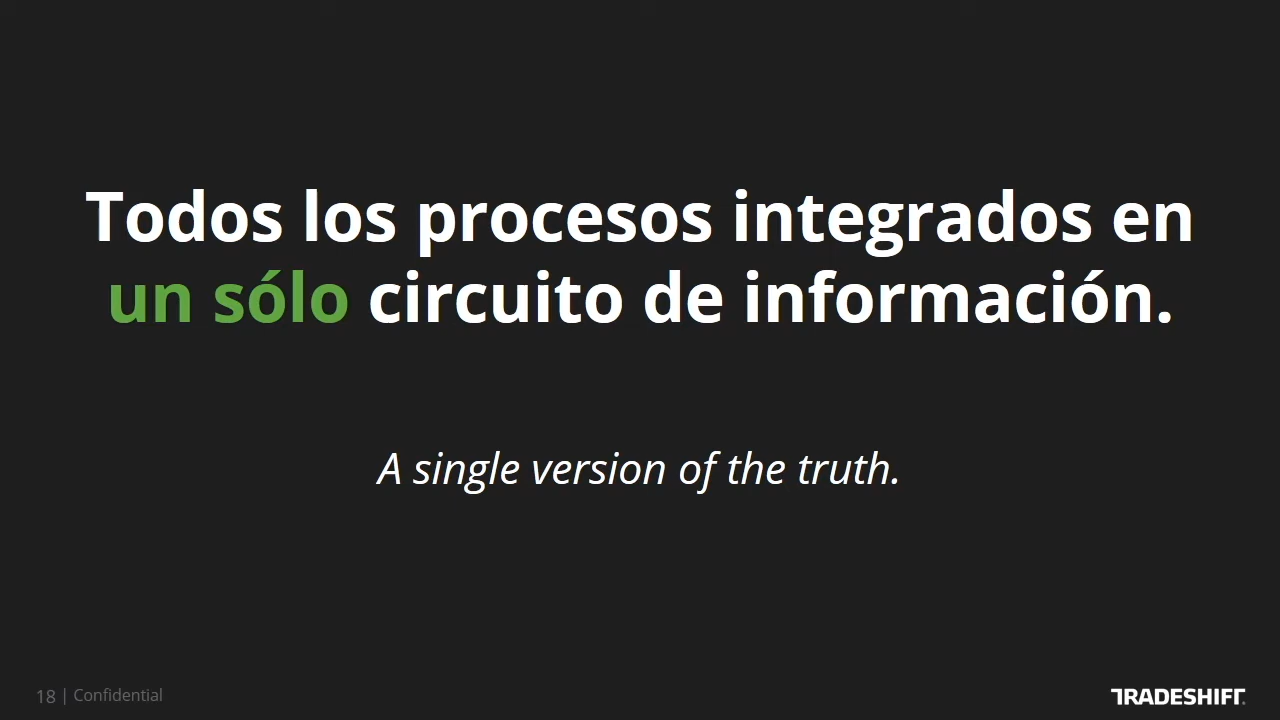 Todos los procesos integrados en
un sólo circuito de información.
A single version of the truth.
18 | Confidential
TRADESHIFT